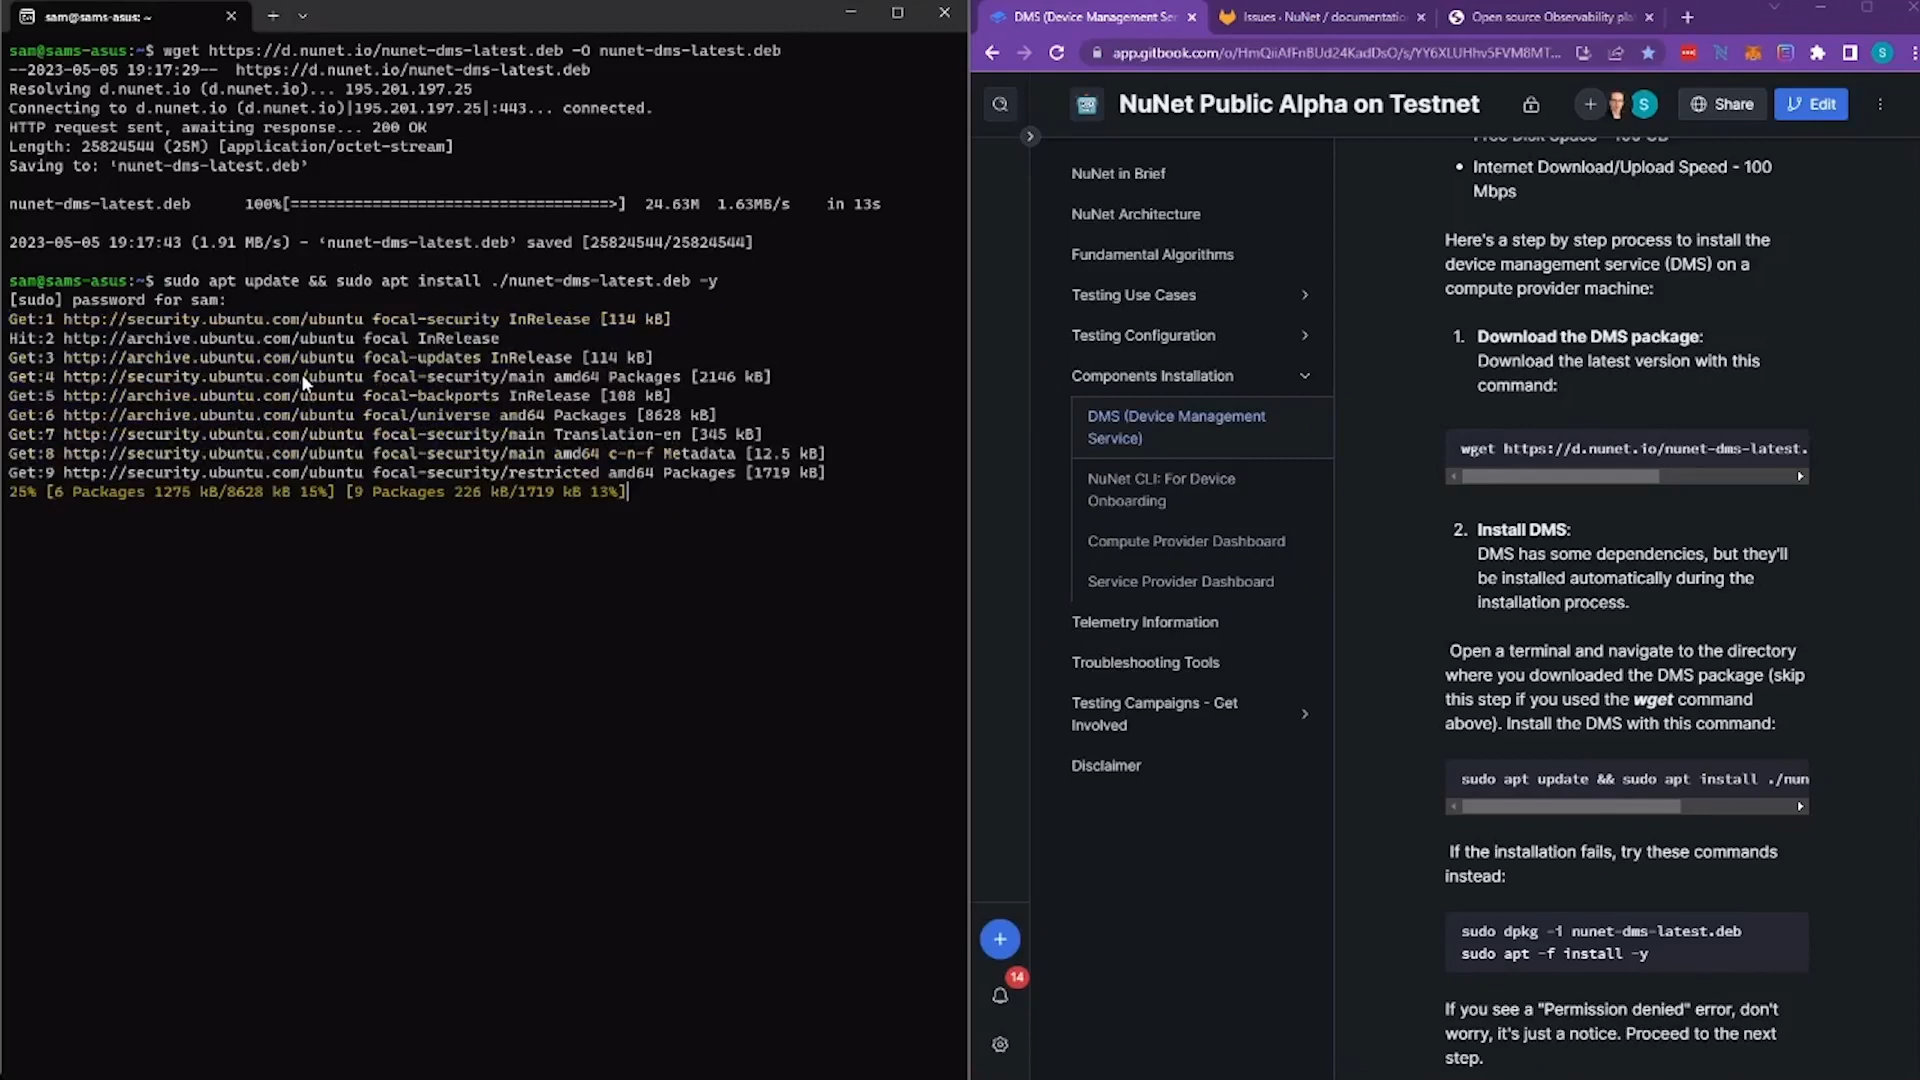 sam@sams-asus: ~
sam@sams-asus:~$ wget https://d.nunet.io/nunet-dms-latest.deb -O nunet-dms-latest.deb
--2023-05-05 19:17:29--  https://d.nunet.io/nunet-dms-latest.deb
Resolving d.nunet.io (d.nunet.io)... 195.201.197.25
Connecting to d.nunet.io (d.nunet.io)|195.201.197.25|:443... connected.
HTTP request sent, awaiting response... 200 OK
Length: 25824544 (25M) [application/octet-stream]
Saving to: ‘nunet-dms-latest.deb’
nunet-dms-latest.deb      100%[===================================>]  24.63M  1.63MB/s    in 13s
2023-05-05 19:17:43 (1.91 MB/s) - ‘nunet-dms-latest.deb’ saved [25824544/25824544]
sam@sams-asus:~$ sudo apt update && sudo apt install ./nunet-dms-latest.deb -y
[sudo] password for sam:
Get:1 http://security.ubuntu.com/ubuntu focal-security InRelease [114 kB]
Hit:2 http://archive.ubuntu.com/ubuntu focal InRelease
Get:3 http://archive.ubuntu.com/ubuntu focal-updates InRelease [114 kB]
Get:4 http://security.ubuntu.com/ubuntu focal-security/main amd64 Packages [2146 kB]
Get:5 http://archive.ubuntu.com/ubuntu focal-backports InRelease [108 kB]
Get:6 http://archive.ubuntu.com/ubuntu focal/universe amd64 Packages [8628 kB]
Get:7 http://security.ubuntu.com/ubuntu focal-security/main Translation-en [345 kB]
Get:8 http://security.ubuntu.com/ubuntu focal-security/main amd64 c-n-f Metadata [12.5 kB]
Get:9 http://security.ubuntu.com/ubuntu focal-security/restricted amd64 Packages [1719 kB]
25% [6 Packages 1275 kB/8628 kB 15%] [9 Packages 226 kB/1719 kB 13%]
DMS (Device Management Ser
Issues · NuNet / documentatio
Open source Observability pla
app.gitbook.com/o/HmQiiAfFnBUd24KadDsO/s/YY6XLUHhv5FVM8MT...
S
NuNet Public Alpha on Testnet
S
Share
Edit
NuNet in Brief
NuNet Architecture
Fundamental Algorithms
Testing Use Cases
Testing Configuration
Components Installation
DMS (Device Management
Service)
NuNet CLI: For Device
Onboarding
Compute Provider Dashboard
Service Provider Dashboard
Telemetry Information
Troubleshooting Tools
Testing Campaigns - Get
Involved
Disclaimer
14
Free Disk Space - 100 GB
• Internet Download/Upload Speed - 100
Mbps
Here's a step by step process to install the
device management service (DMS) on a
compute provider machine:
1. Download the DMS package:
Download the latest version with this
command:
wget https://d.nunet.io/nunet-dms-latest.
2. Install DMS:
DMS has some dependencies, but they'll
be installed automatically during the
installation process.
Open a terminal and navigate to the directory
where you downloaded the DMS package (skip
this step if you used the wget command
above). Install the DMS with this command:
sudo apt update && sudo apt install ./nun
If the installation fails, try these commands
instead:
sudo dpkg -i nunet-dms-latest.deb
sudo apt -f install -y
If you see a "Permission denied" error, don't
worry, it's just a notice. Proceed to the next
step.